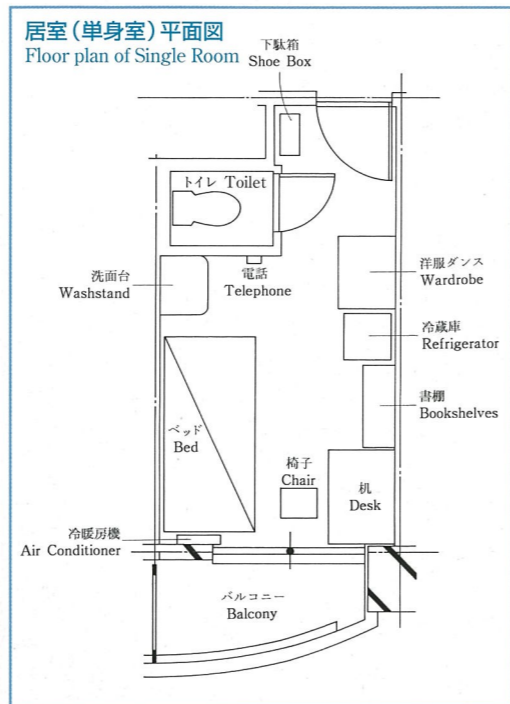 居室（単身室）平面図
Floor plan of Single Room
下駄箱
Shoe Box
トイレ Toilet
洗面台
Washstand
電話
Telephone
洋服ダンス
Wardrobe
冷蔵庫
Refrigerator
書棚
Bookshelves
ベッド
Bed
椅子
Chair
机
Desk
冷暖房機
Air Conditioner
バルコニー
Balcony